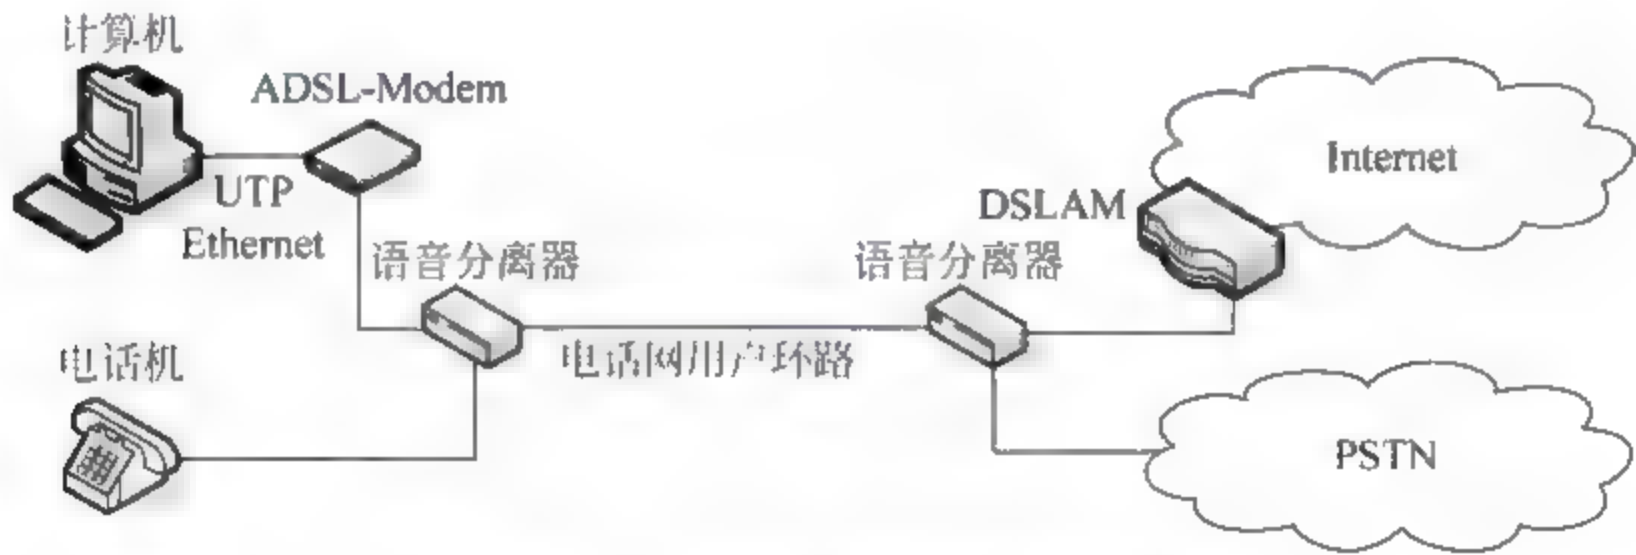 计算机
ADSL-Modem
Internet
UTP
Ethernet
DSLAM
语音分离器
语音分离器
电话机
电话网用户环路
PSTN